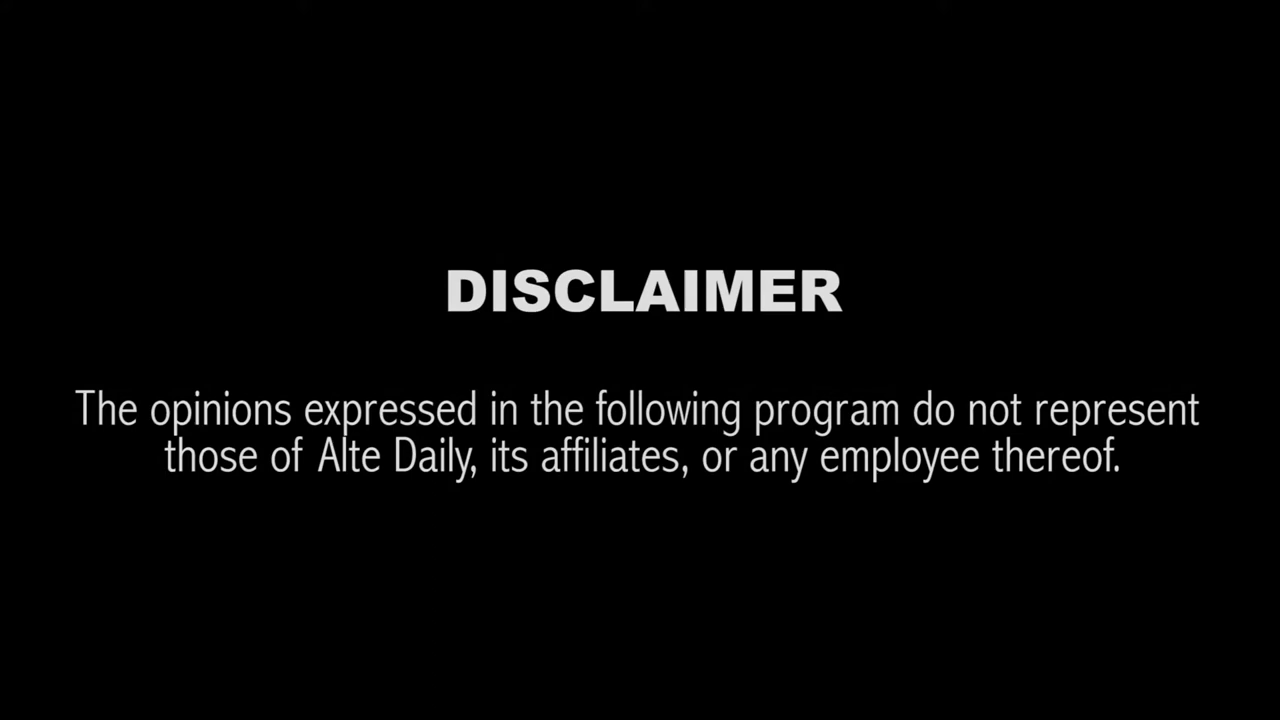 DISCLAIMER
The opinions expressed in the following program do not represent
those of Alte Daily, its affiliates, or any employee thereof.